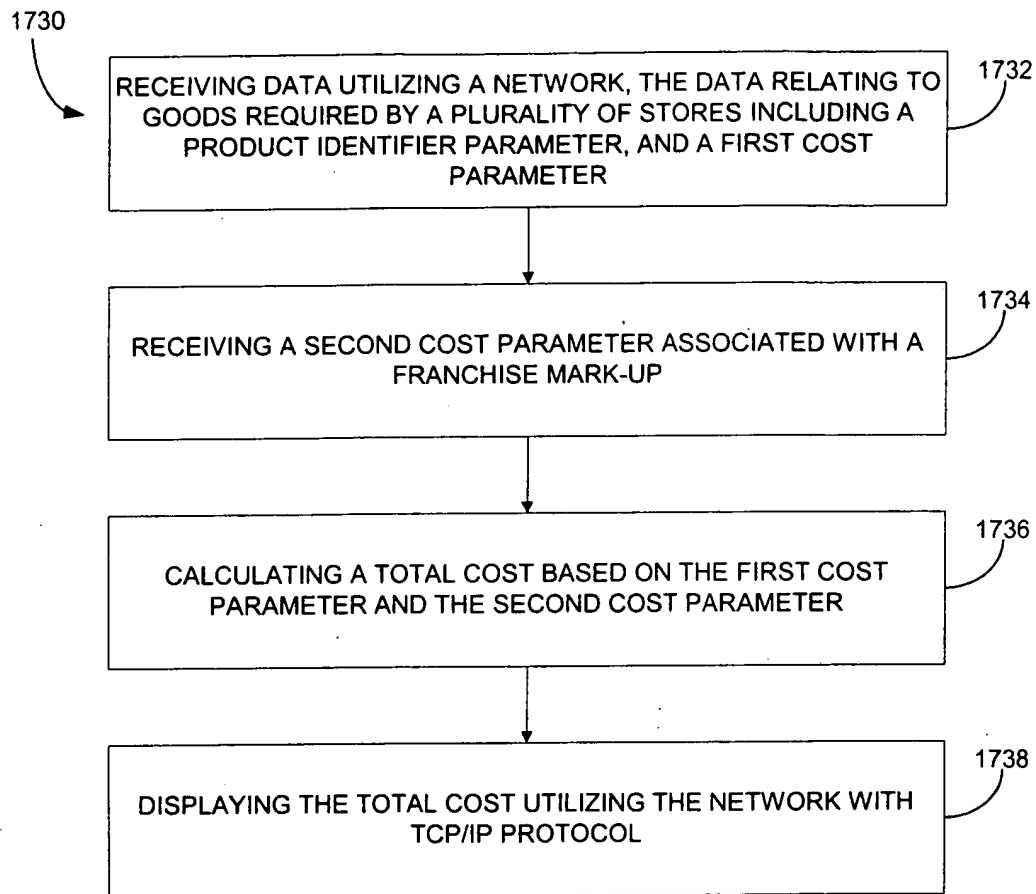 1730
RECEIVING DATA UTILIZING A NETWORK, THE DATA RELATING TO
GOODS REQUIRED BY A PLURALITY OF STORES INCLUDING A
PRODUCT IDENTIFIER PARAMETER, AND A FIRST COST
PARAMETER
1732
RECEIVING A SECOND COST PARAMETER ASSOCIATED WITH A
FRANCHISE MARK-UP
1734
CALCULATING A TOTAL COST BASED ON THE FIRST COST
PARAMETER AND THE SECOND COST PARAMETER
1736
DISPLAYING THE TOTAL COST UTILIZING THE NETWORK WITH
TCP/IP PROTOCOL
1738